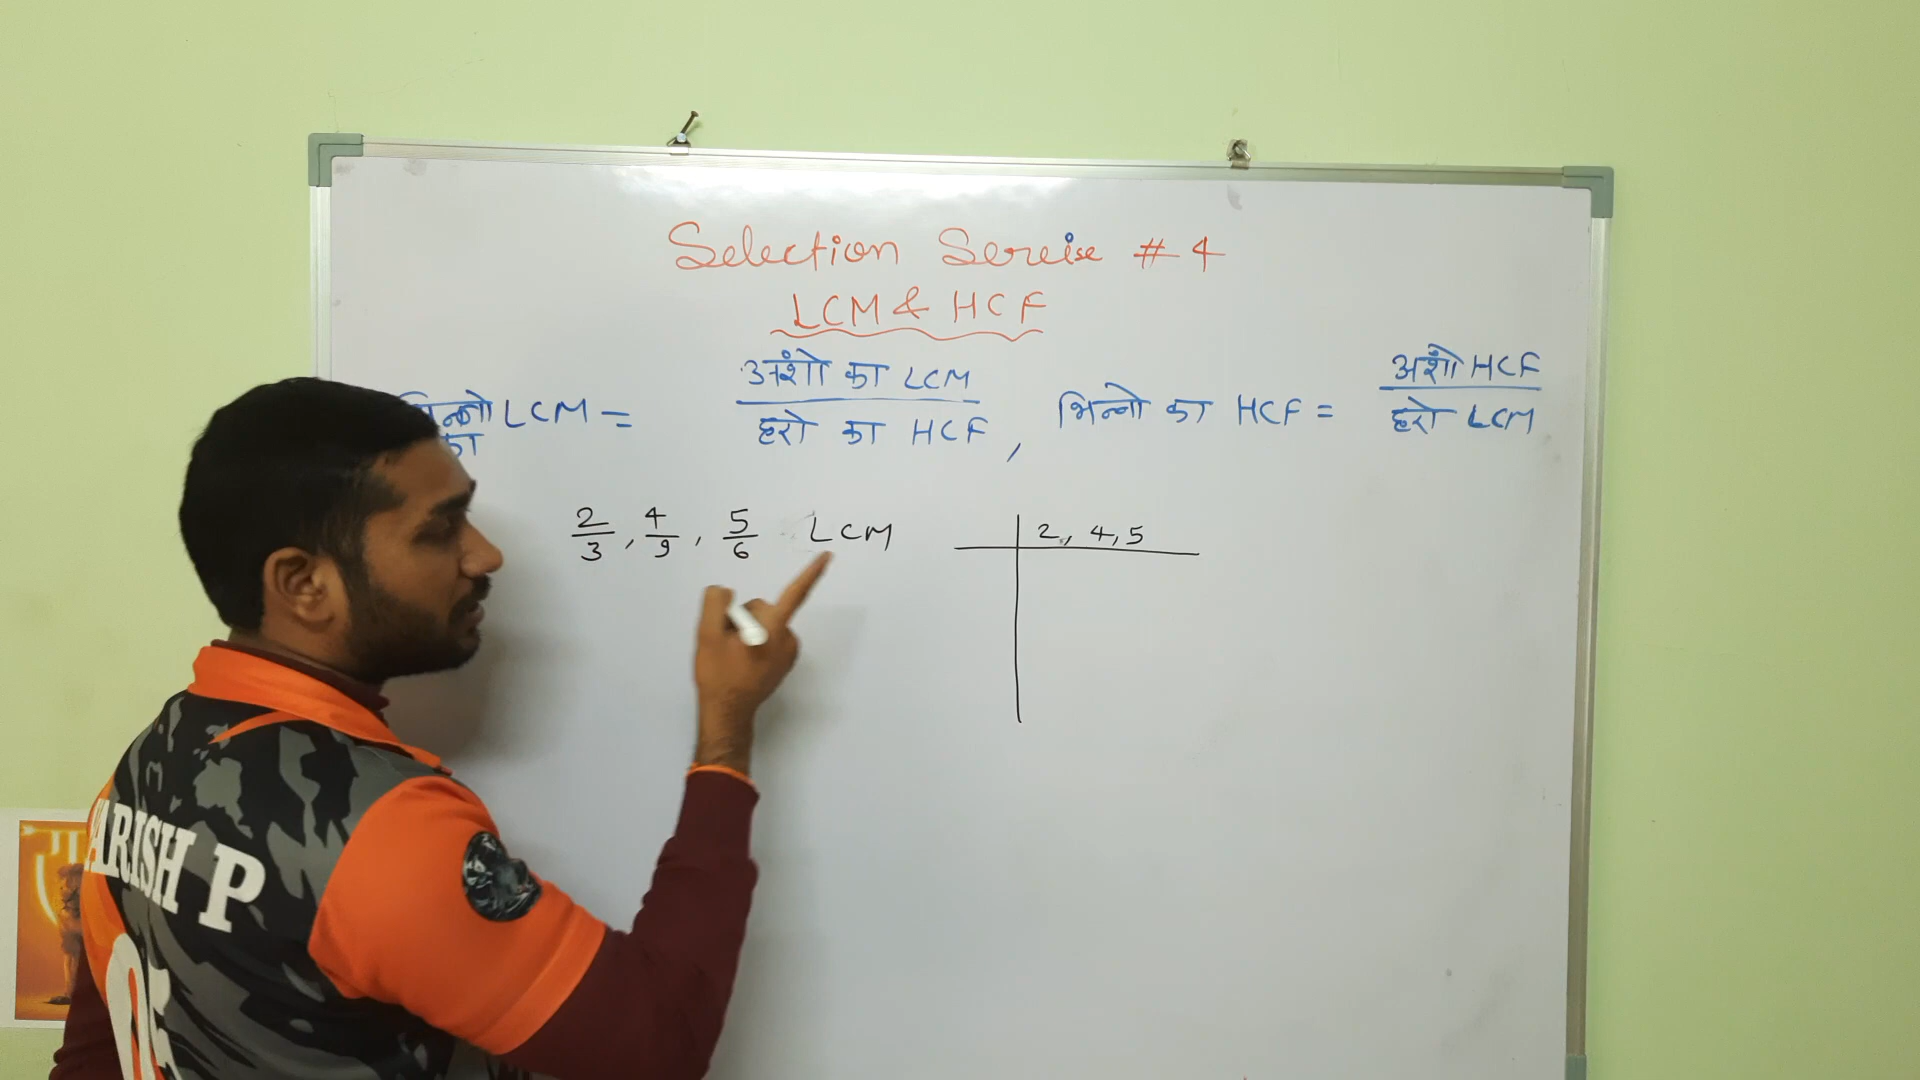 Selection Sereise # 4
LCM & HCF
अंशो का LCM
LCM =
हरो का HCF ,
भिन्नो का HCF =
अंशो HCF
हरो LCM
2/3 , 4/9 , 5/6 LCM
2, 4, 5
ARISH P